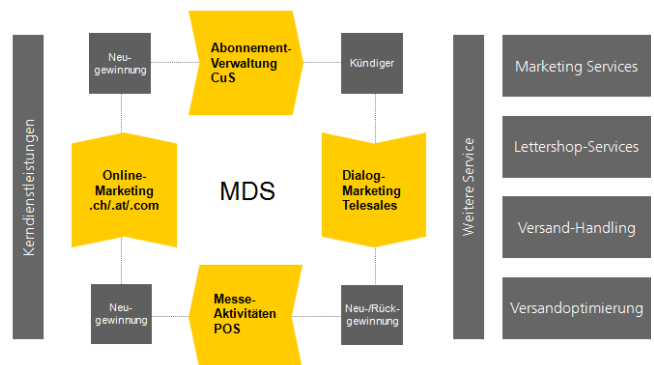 Kerndienstleistungen
Neu-
gewinnung
Abonnement-
Verwaltung
CuS
Kündiger
Online-
Marketing
.ch/.at/.com
MDS
Dialog-
Marketing
Telesales
Neu-
gewinnung
Messe-
Aktivitäten
POS
Neu-/Rück-
gewinnung
Weitere Service
Marketing Services
Lettershop-Services
Versand-Handling
Versandoptimierung